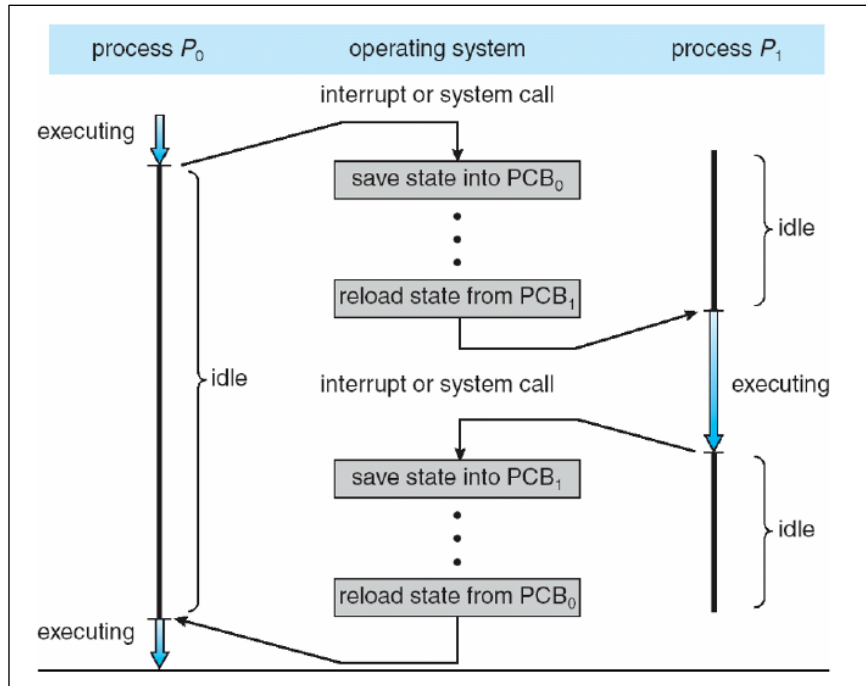 process P₀ operating system process P₁
interrupt or system call
executing
save state into PCB₀
idle
reload state from PCB₁
idle
interrupt or system call
executing
save state into PCB₁
idle
reload state from PCB₀
executing